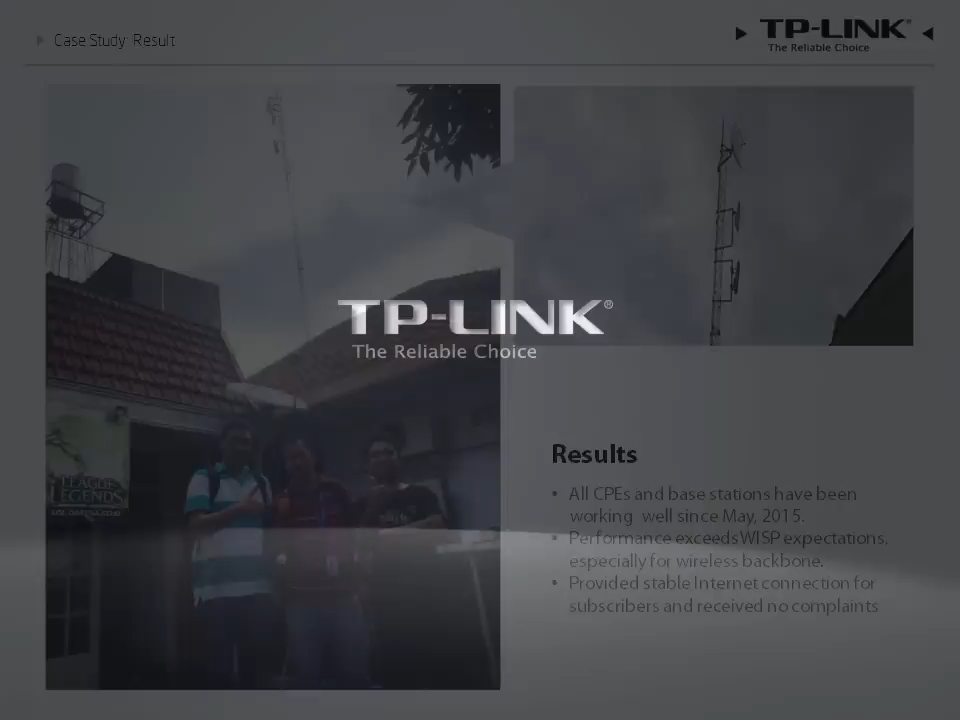 Case Study: Result
TP-LINK®
The Reliable Choice
TP-LINK®
The Reliable Choice
LEAGUE
LEGENDS
Results
• All CPEs and base stations have been
working well since May, 2015.
• Performance exceeds WISP expectations,
especially for wireless backbone.
• Provided stable Internet connection for
subscribers and received no complaints